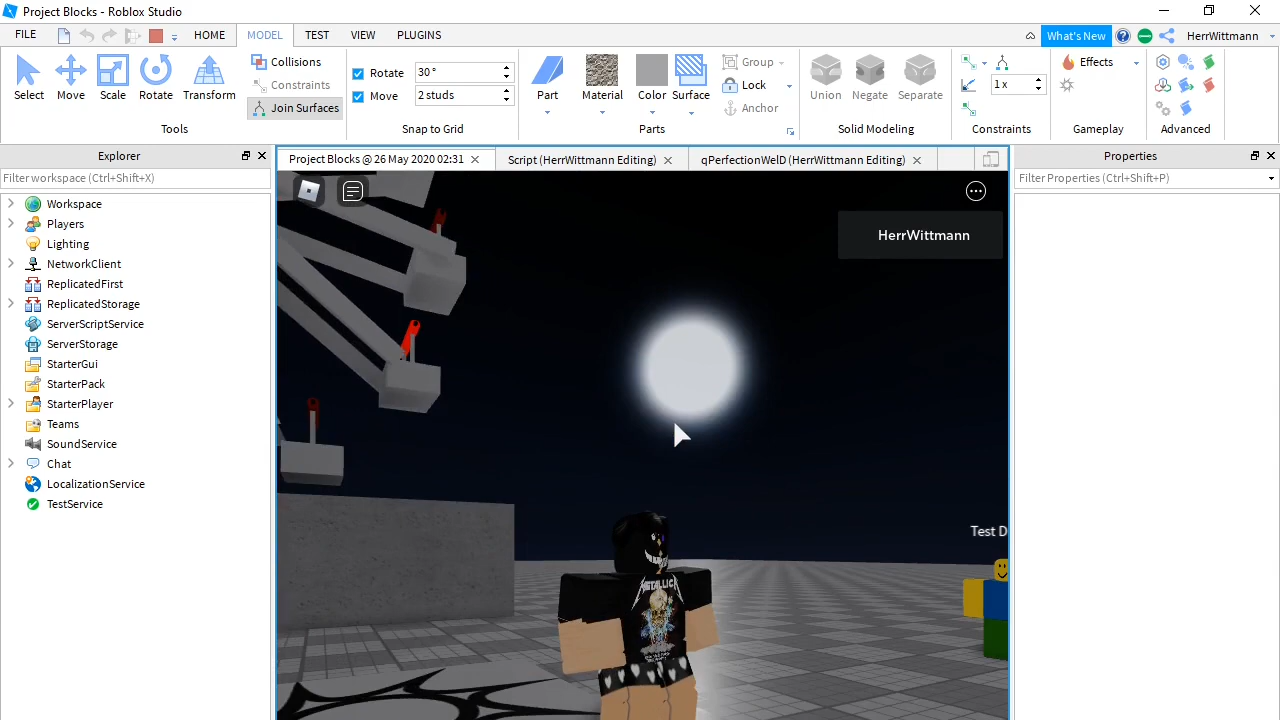 Project Blocks - Roblox Studio
FILE
HOME
MODEL
TEST
VIEW
PLUGINS
What's New
HerrWittmann
Select
Move
Scale
Rotate
Transform
Collisions
Constraints
Join Surfaces
Tools
Rotate
30 °
Move
2 studs
Snap to Grid
Part
Material
Color
Surface
Group
Lock
Anchor
Parts
Union
Negate
Separate
Solid Modeling
1 x
Constraints
Effects
Gameplay
Advanced
Explorer
Filter workspace (Ctrl+Shift+X)
Workspace
Players
Lighting
NetworkClient
ReplicatedFirst
ReplicatedStorage
ServerScriptService
ServerStorage
StarterGui
StarterPack
StarterPlayer
Teams
SoundService
Chat
LocalizationService
TestService
Project Blocks @ 26 May 2020 02:31
Script (HerrWittmann Editing)
qPerfectionWelD (HerrWittmann Editing)
HerrWittmann
Test D
METALLICA
Properties
Filter Properties (Ctrl+Shift+P)